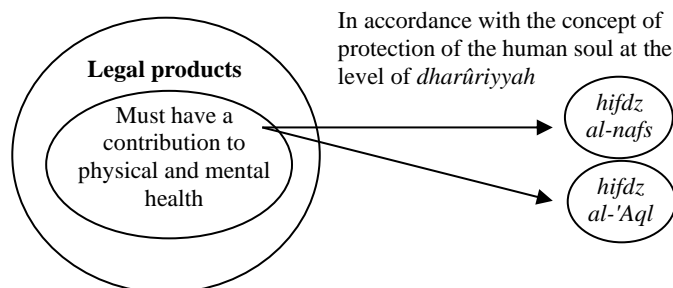 In accordance with the concept of
protection of the human soul at the
level of dharûriyyah
Legal products
Must have a
contribution to
physical and mental
health
hifdz
al-nafs
hifdz
al-'Aql